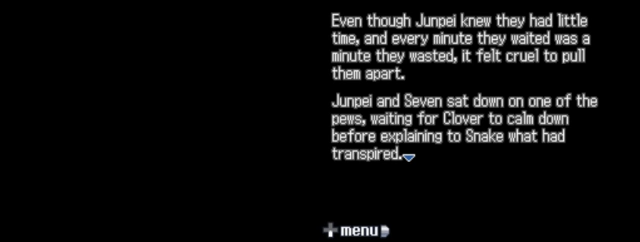 Even though Junpei knew they had little
time, and every minute they waited was a
minute they wasted, it felt cruel to pull
them apart.
Junpei and Seven sat down on one of the
pews, waiting for Clover to calm down
before explaining to Snake what had
transpired.
menu